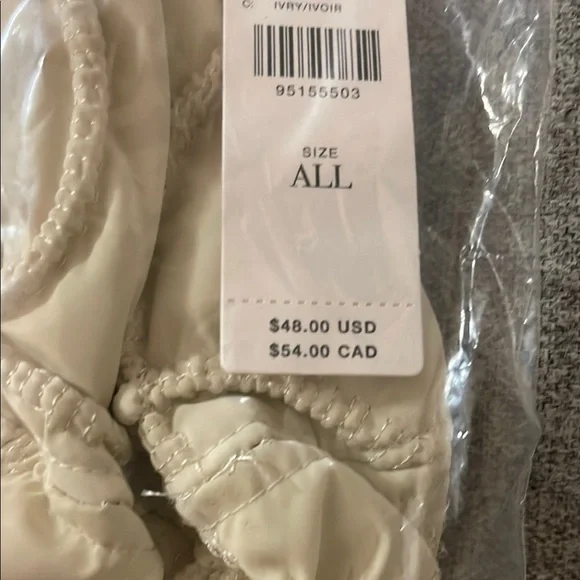 C: IVRY/IVOIR
95155503
SIZE
ALL
$48.00 USD
$54.00 CAD